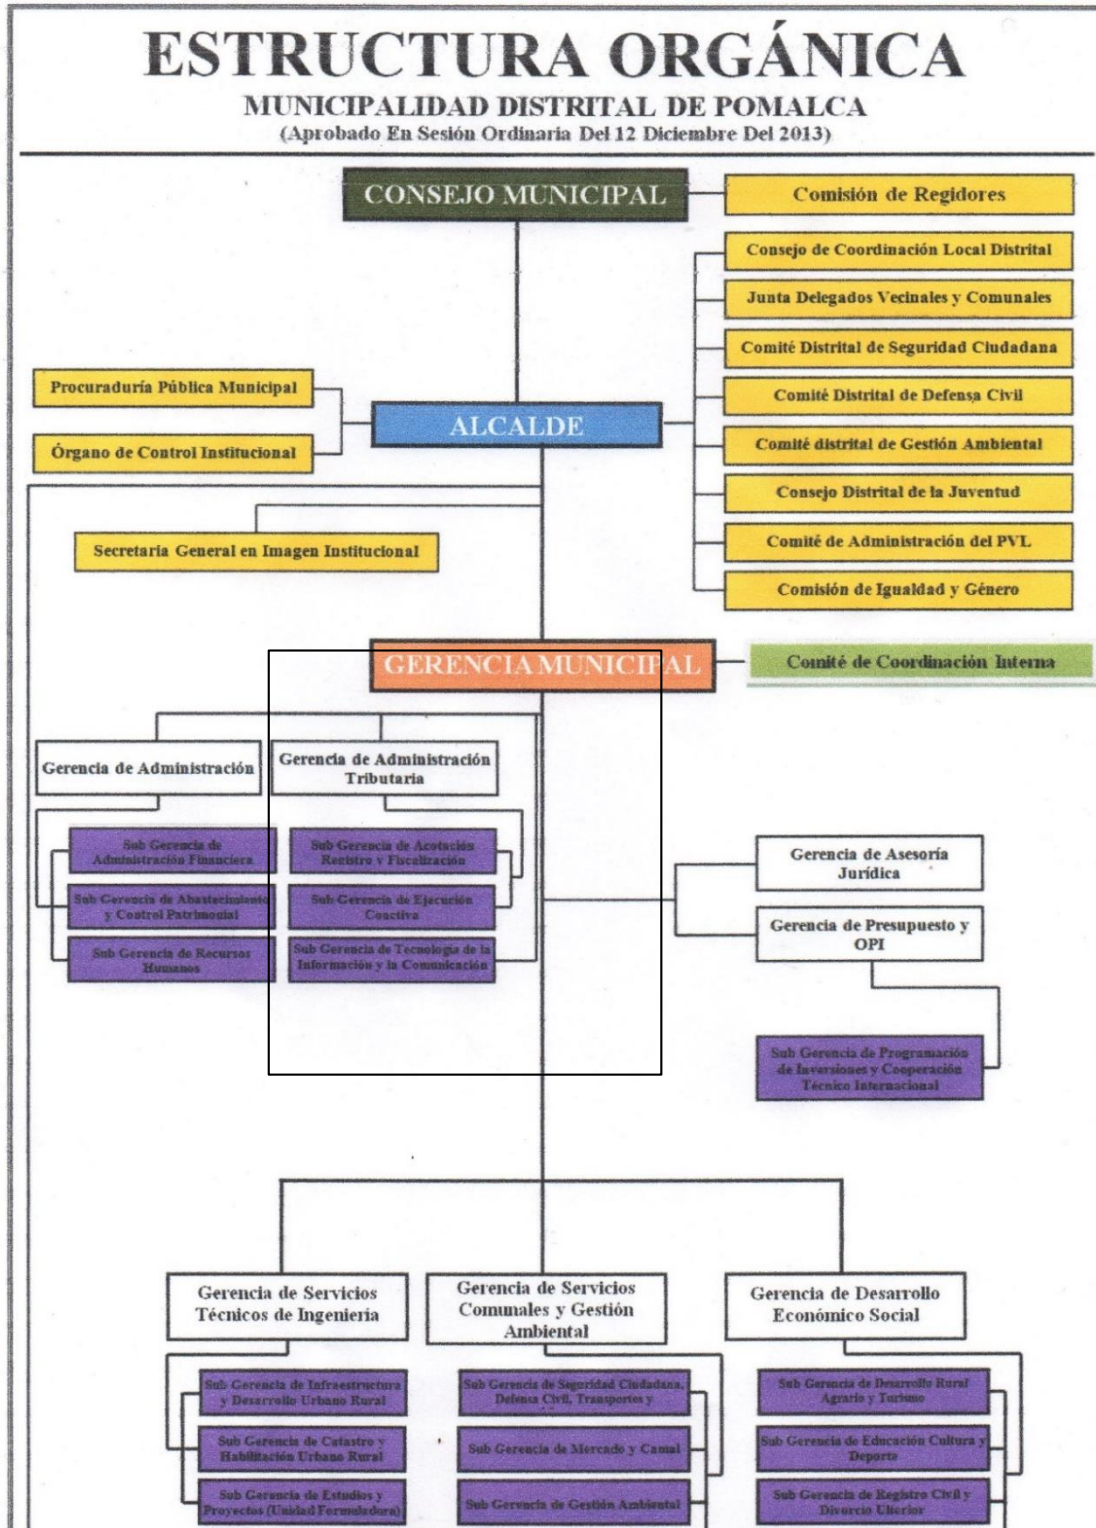 ESTRUCTURA ORGÁNICA
MUNICIPALIDAD DISTRITAL DE POMALCA
(Aprobado En Sesión Ordinaria Del 12 Diciembre Del 2013)
CONSEJO MUNICIPAL
Comisión de Regidores
Consejo de Coordinación Local Distrital
Junta Delegados Vecinales y Comunales
Comité Distrital de Seguridad Ciudadana
Comité Distrital de Defensa Civil
Comité distrital de Gestión Ambiental
Consejo Distrital de la Juventud
Comité de Administración del PVL
Comisión de Igualdad y Género
Procuraduría Pública Municipal
Órgano de Control Institucional
ALCALDE
Secretaria General en Imagen Institucional
GERENCIA MUNICIPAL
Comité de Coordinación Interna
Gerencia de Administración
Sub Gerencia de
Administración Financiera
Sub Gerencia de Abastecimiento
y Control Patrimonial
Sub Gerencia de Recursos
Humanos
Gerencia de Administración
Tributaria
Sub Gerencia de Acotación
Registro y Fiscalización
Sub Gerencia de Ejecución
Coactiva
Sub Gerencia de Tecnología de la
Información y la Comunicación
Gerencia de Asesoría
Jurídica
Gerencia de Presupuesto y
OPI
Sub Gerencia de Programación
de Inversiones y Cooperación
Técnico Internacional
Gerencia de Servicios
Técnicos de Ingeniería
Sub Gerencia de Infraestructura
y Desarrollo Urbano Rural
Sub Gerencia de Catastro y
Habilitación Urbano Rural
Sub Gerencia de Estudios y
Proyectos (Unidad Formuladora)
Gerencia de Servicios
Comunales y Gestión
Ambiental
Sub Gerencia de Seguridad Ciudadana,
Defensa Civil, Transportes y
Sub Gerencia de Mercado y Camal
Sub Gerencia de Gestión Ambiental
Gerencia de Desarrollo
Económico Social
Sub Gerencia de Desarrollo Rural
Agrario y Turismo
Sub Gerencia de Educación Cultura y
Deporte
Sub Gerencia de Registro Civil y
Divorcio Ulterior